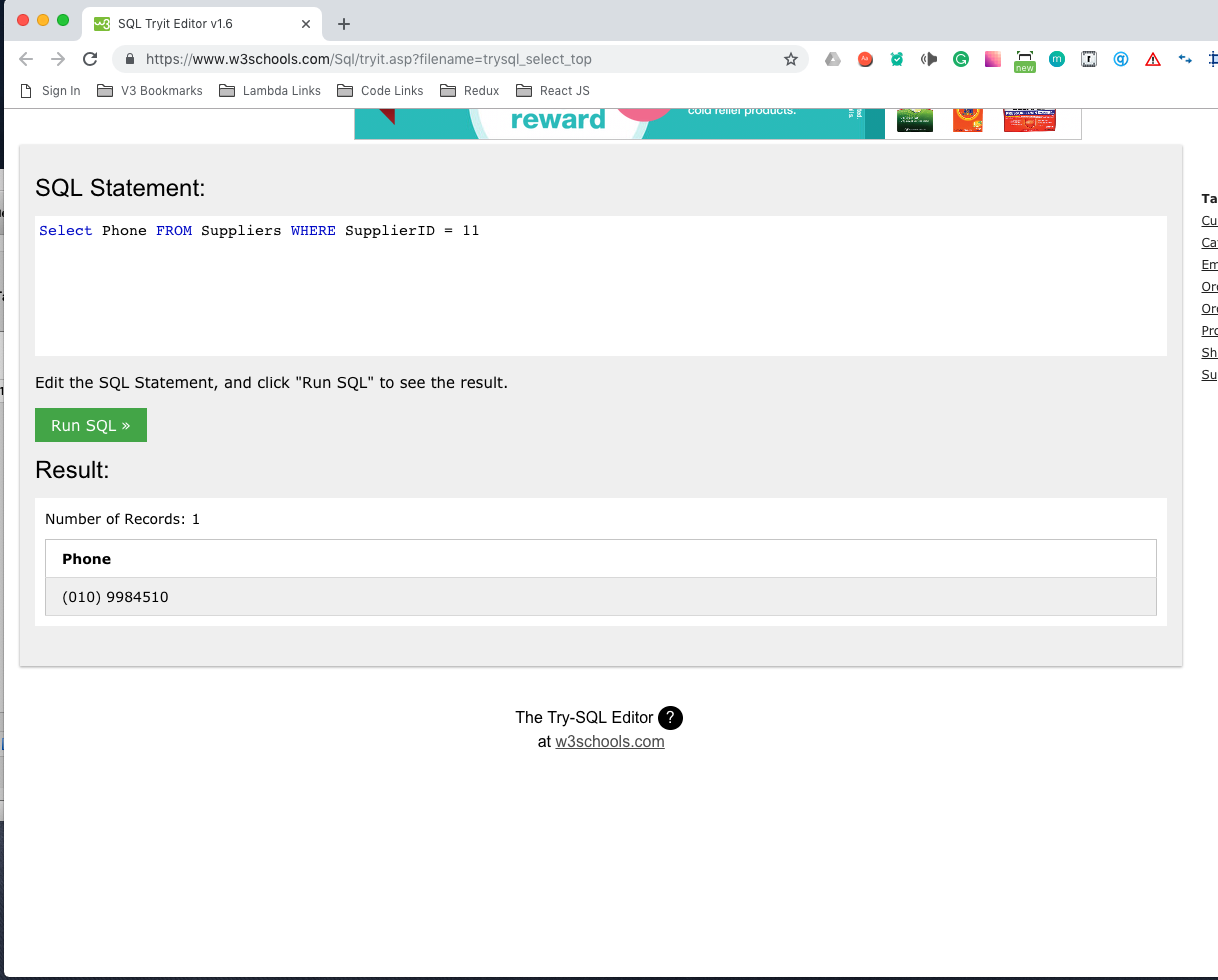 SQL Tryit Editor v1.6
https://www.w3schools.com/Sql/tryit.asp?filename=trysql_select_top
new
Sign In V3 Bookmarks Lambda Links Code Links Redux React JS
reward
cold relief products.
SQL Statement:
Select Phone FROM Suppliers WHERE SupplierID = 11
Edit the SQL Statement, and click "Run SQL" to see the result.
Run SQL »
Result:
Number of Records: 1
Phone
(010) 9984510
The Try-SQL Editor ?
at w3schools.com
Ta
Cu
Ca
Em
Ord
Ord
Pro
Sh
Su